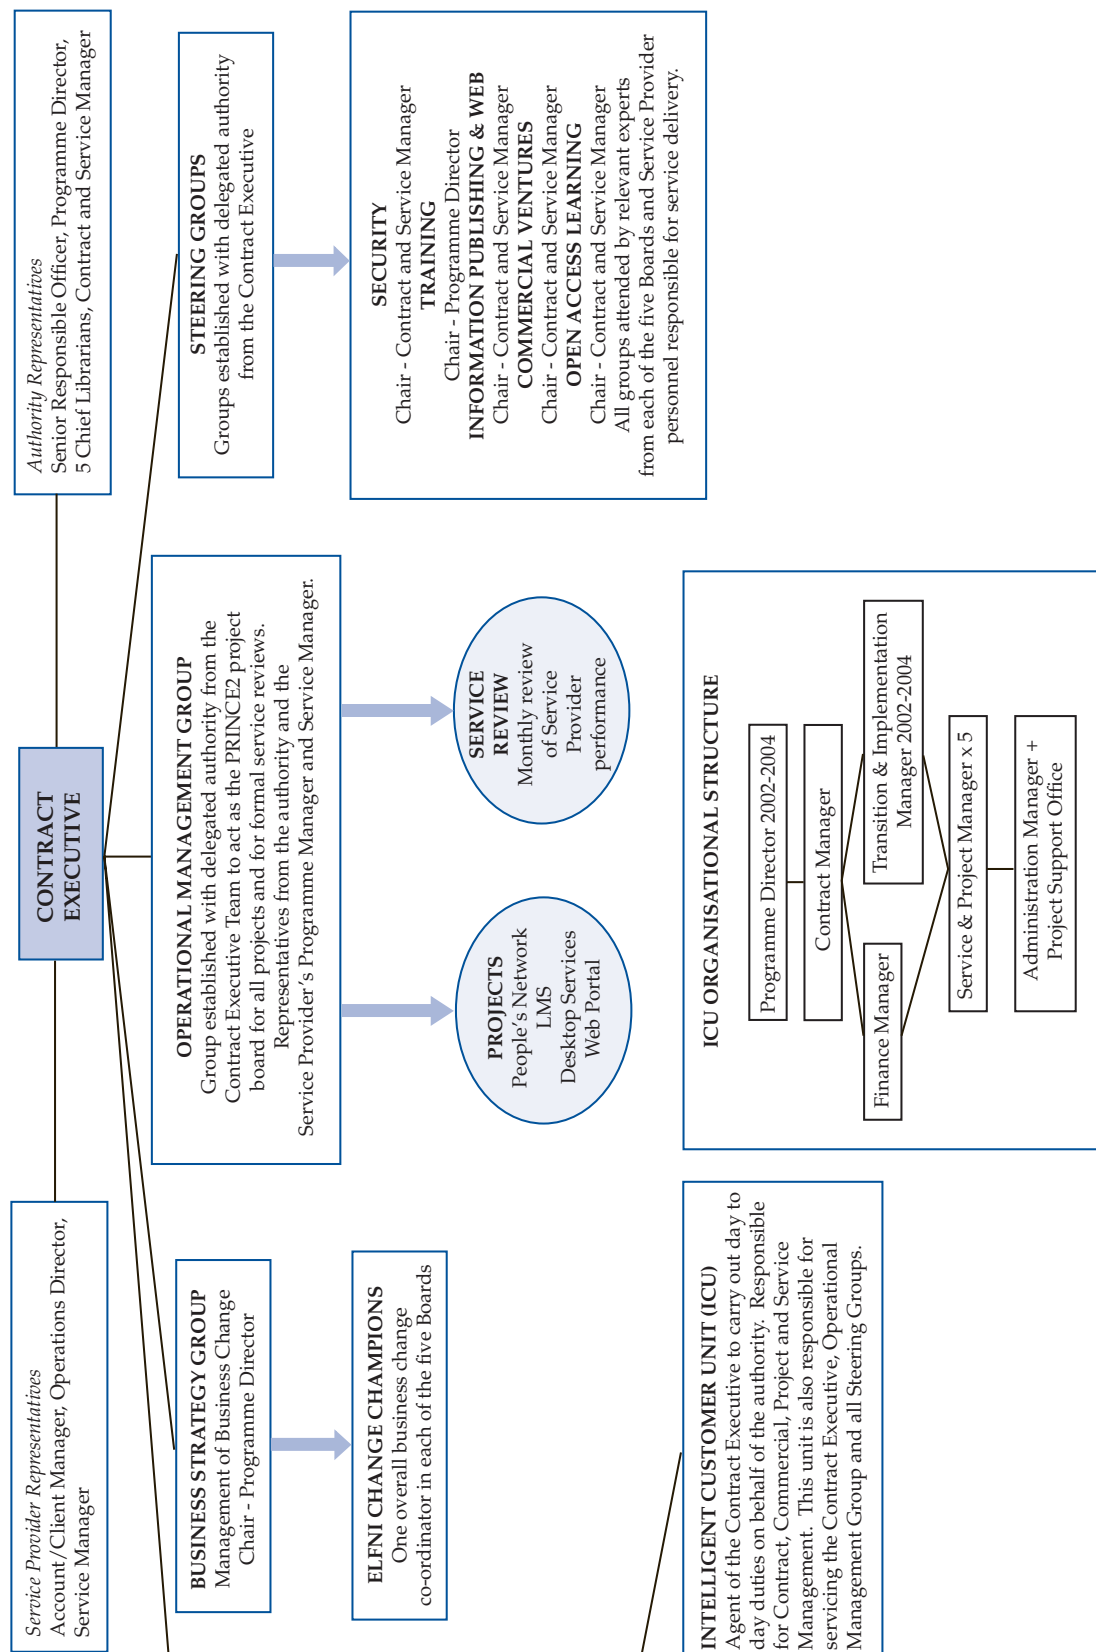 CONTRACT
EXECUTIVE
Service Provider Representatives
Account/Client Manager, Operations Director,
Service Manager
Authority Representatives
Senior Responsible Officer, Programme Director,
5 Chief Librarians, Contract and Service Manager
BUSINESS STRATEGY GROUP
Management of Business Change
Chair - Programme Director
OPERATIONAL MANAGEMENT GROUP
Group established with delegated authority from the
Contract Executive Team to act as the PRINCE2 project
board for all projects and for formal service reviews.
Representatives from the authority and the
Service Provider's Programme Manager and Service Manager.
STEERING GROUPS
Groups established with delegated authority
from the Contract Executive
ELFNI CHANGE CHAMPIONS
One overall business change
co-ordinator in each of the five Boards
PROJECTS
People's Network
LMS
Desktop Services
Web Portal
SERVICE
REVIEW
Monthly review
of Service
Provider
performance
SECURITY
Chair - Contract and Service Manager
TRAINING
Chair - Programme Director
INFORMATION PUBLISHING & WEB
Chair - Contract and Service Manager
COMMERCIAL VENTURES
Chair - Contract and Service Manager
OPEN ACCESS LEARNING
Chair - Contract and Service Manager
All groups attended by relevant experts
from each of the five Boards and Service Provider
personnel responsible for service delivery.
INTELLIGENT CUSTOMER UNIT (ICU)
Agent of the Contract Executive to carry out day to
day duties on behalf of the authority. Responsible
for Contract, Commercial, Project and Service
Management. This unit is also responsible for
servicing the Contract Executive, Operational
Management Group and all Steering Groups.
ICU ORGANISATIONAL STRUCTURE
Programme Director 2002-2004
Contract Manager
Finance Manager
Transition & Implementation
Manager 2002-2004
Service & Project Manager x 5
Administration Manager +
Project Support Office